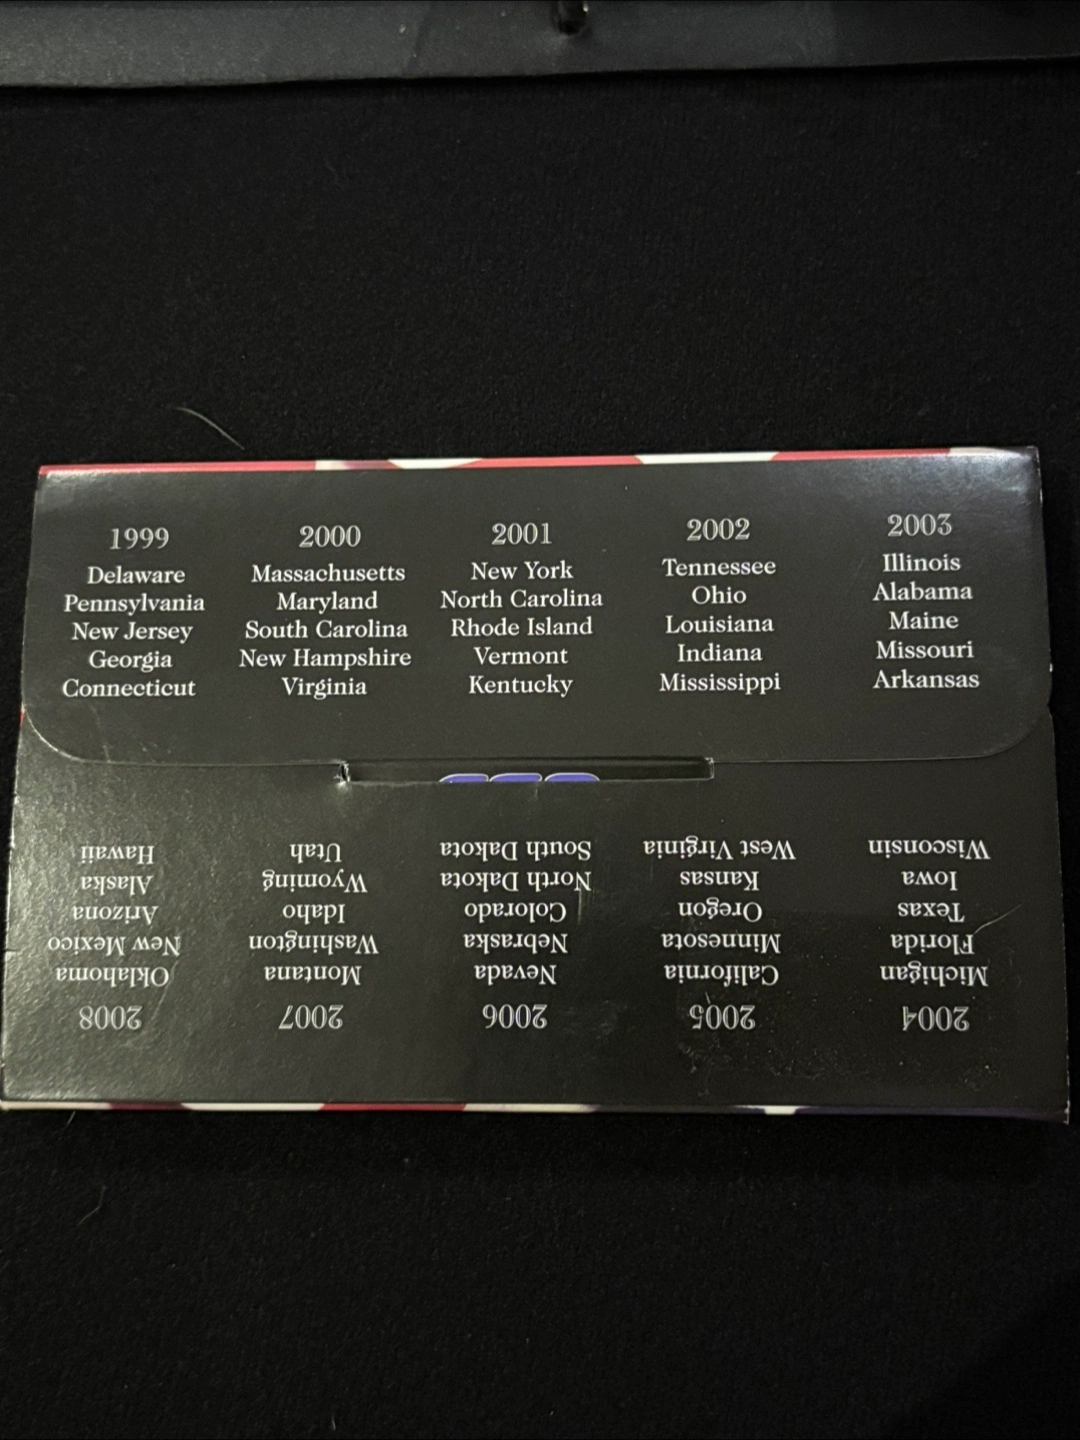 1999
Delaware
Pennsylvania
New Jersey
Georgia
Connecticut
2000
Massachusetts
Maryland
South Carolina
New Hampshire
Virginia
2001
New York
North Carolina
Rhode Island
Vermont
Kentucky
2002
Tennessee
Ohio
Louisiana
Indiana
Mississippi
2003
Illinois
Alabama
Maine
Missouri
Arkansas
2004
Michigan
Florida
Texas
Iowa
Wisconsin
2005
California
Minnesota
Oregon
Kansas
West Virginia
2006
Nevada
Nebraska
Colorado
North Dakota
South Dakota
2007
Montana
Washington
Idaho
Wyoming
Utah
2008
Oklahoma
New Mexico
Arizona
Alaska
Hawaii